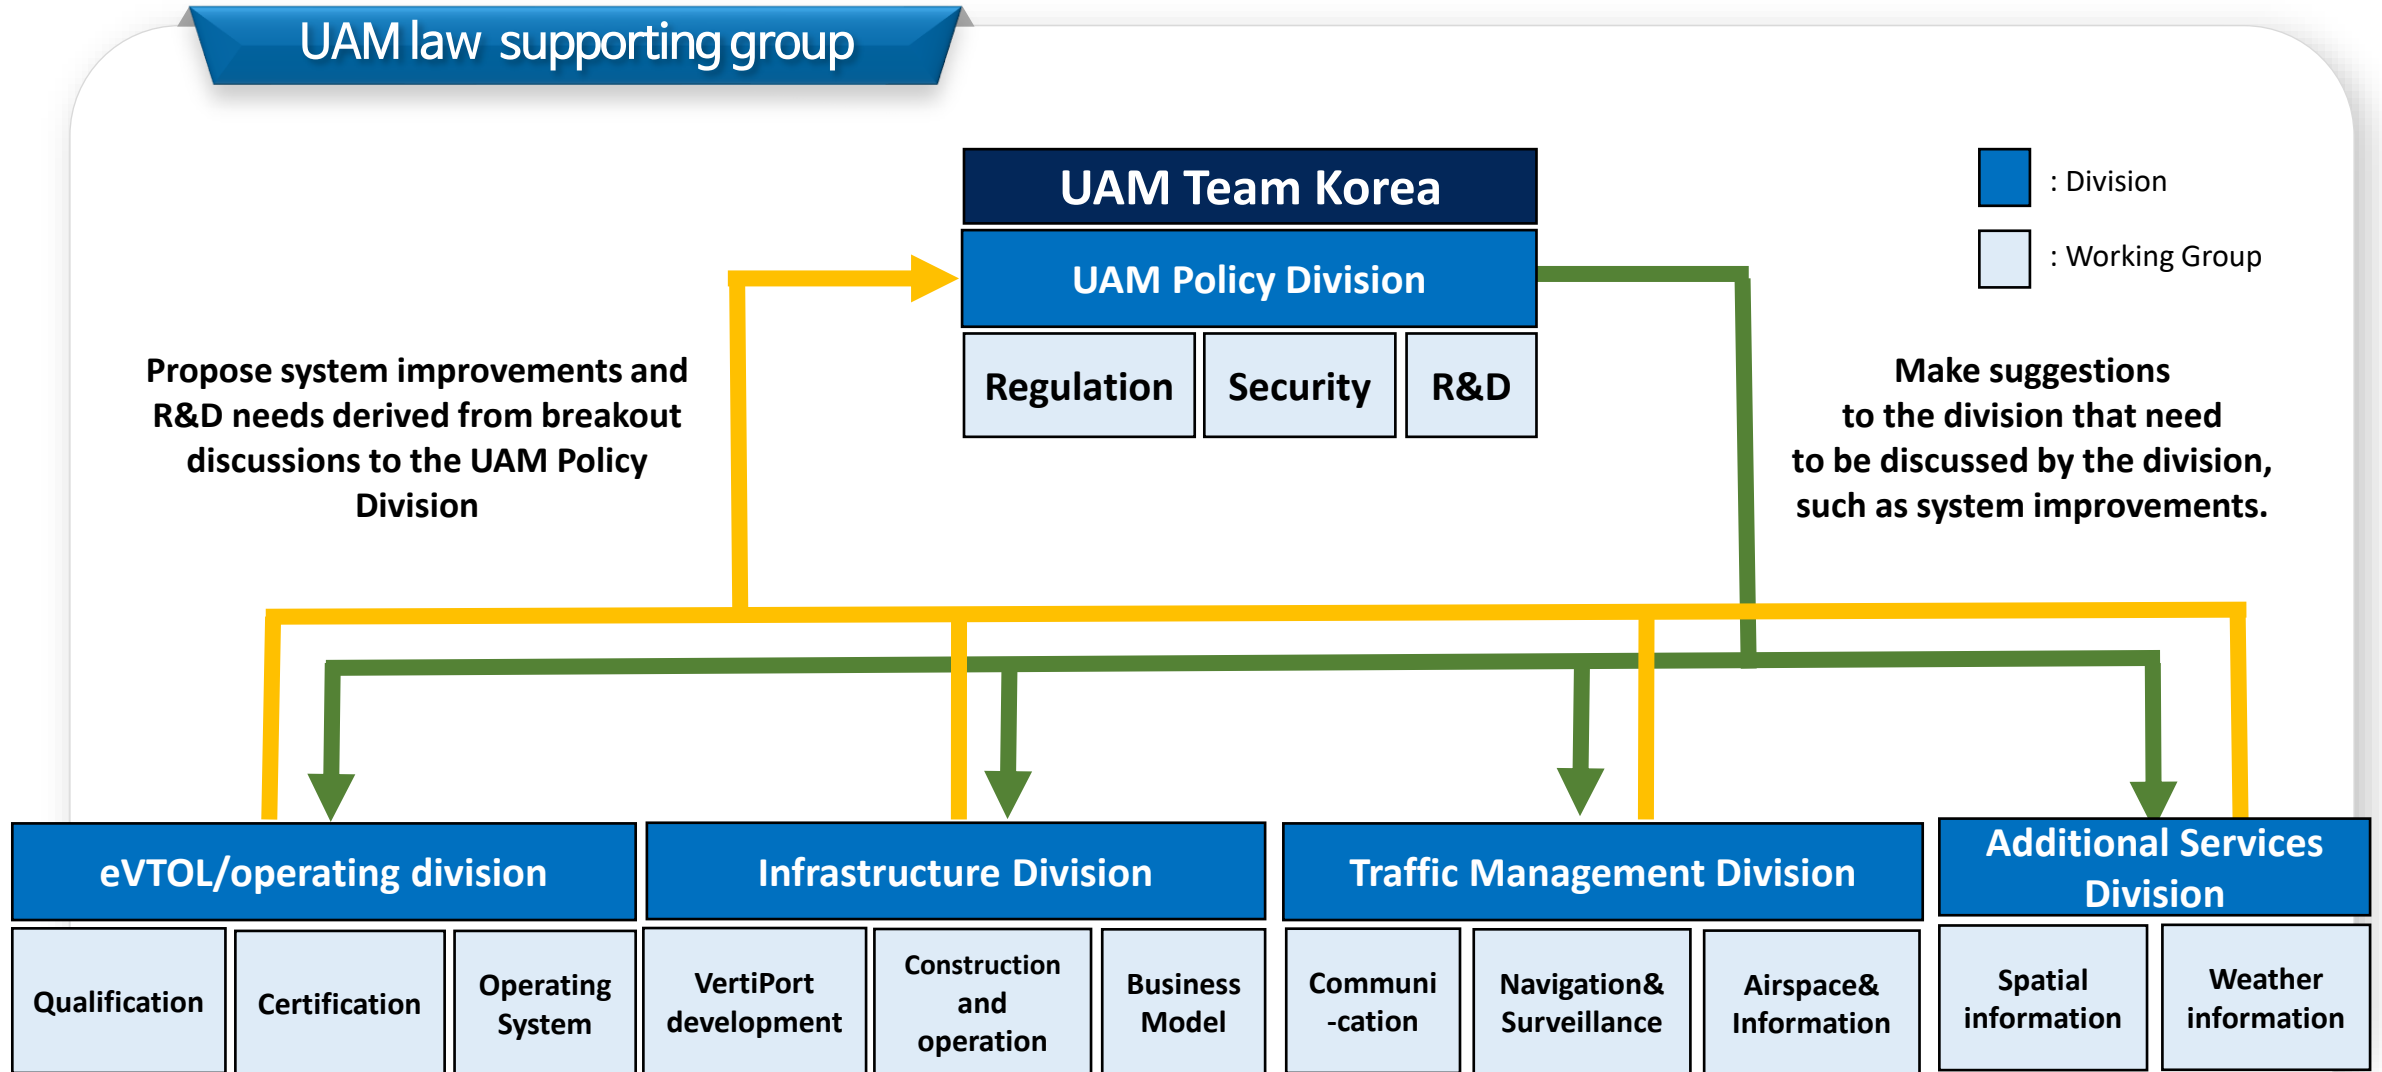 UAM law supporting group
UAM Team Korea
UAM Policy Division
Regulation
Security
R&D
: Division
: Working Group
Propose system improvements and
R&D needs derived from breakout
discussions to the UAM Policy
Division
Make suggestions
to the division that need
to be discussed by the division,
such as system improvements.
eVTOL/operating division
Qualification
Certification
Operating
System
Infrastructure Division
VertiPort
development
Construction
and
operation
Business
Model
Traffic Management Division
Communi
-cation
Navigation&
Surveillance
Airspace&
Information
Additional Services
Division
Spatial
information
Weather
information